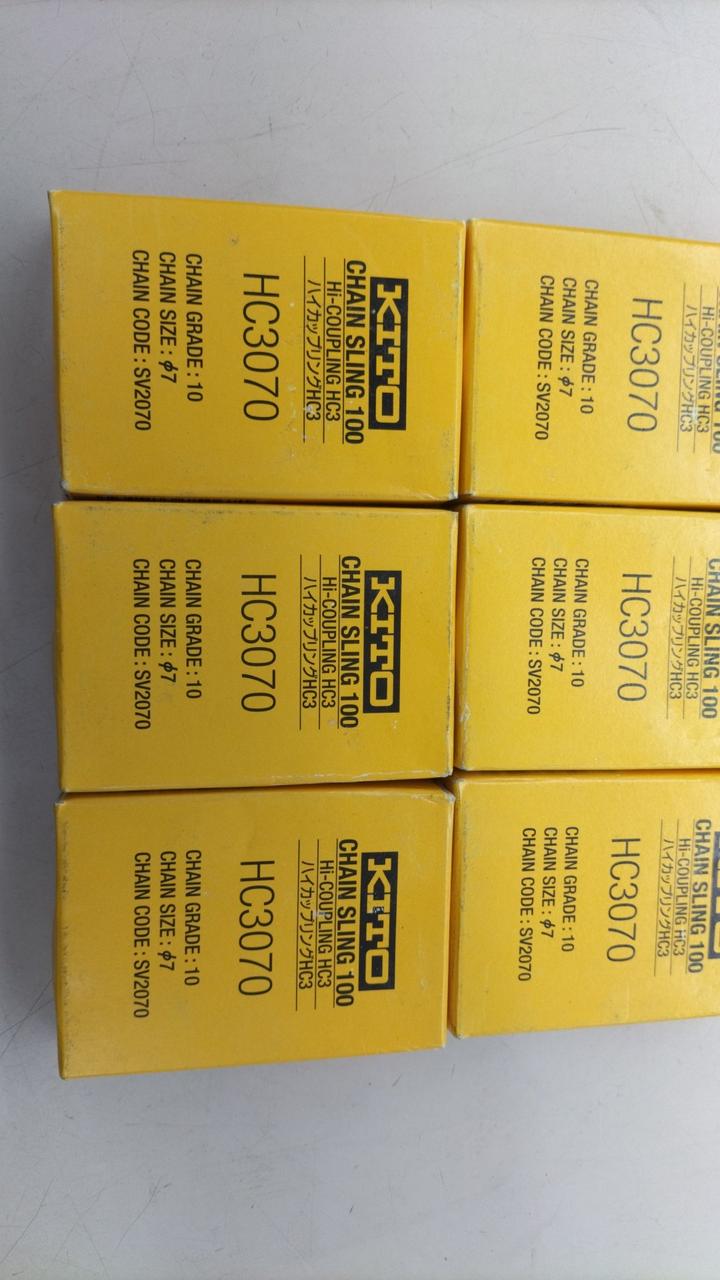 Hi-COUPLING HC3
ハイカップリングHC3
HC3070
CHAIN GRADE : 10
CHAIN SIZE : φ7
CHAIN CODE : SV2070
CHAIN SLING 100
Hi-COUPLING HC3
ハイカップリングHC3
HC3070
CHAIN GRADE : 10
CHAIN SIZE : φ7
CHAIN CODE : SV2070
CHAIN SLING 100
Hi-COUPLING HC3
ハイカップリングHC3
HC3070
CHAIN GRADE : 10
CHAIN SIZE : φ7
CHAIN CODE : SV2070
KITO
CHAIN SLING 100
Hi-COUPLING HC3
ハイカップリングHC3
HC3070
CHAIN GRADE : 10
CHAIN SIZE : φ7
CHAIN CODE : SV2070
KITO
CHAIN SLING 100
Hi-COUPLING HC3
ハイカップリングHC3
HC3070
CHAIN GRADE : 10
CHAIN SIZE : φ7
CHAIN CODE : SV2070
KITO
CHAIN SLING 100
Hi-COUPLING HC3
ハイカップリングHC3
HC3070
CHAIN GRADE : 10
CHAIN SIZE : φ7
CHAIN CODE : SV2070